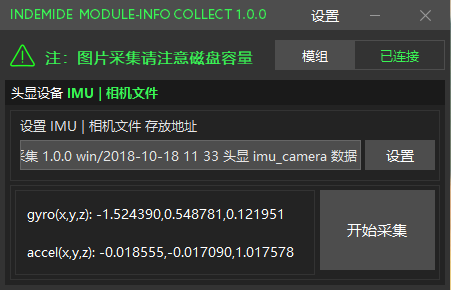 INDEMIDE MODULE-INFO COLLECT 1.0.0 设置
注：图片采集请注意磁盘容量
模组 已连接
头显设备 IMU | 相机文件
设置 IMU | 相机文件 存放地址
采集 1.0.0 win/2018-10-18 11 33 头显 imu_camera 数据 设置
gyro(x,y,z): -1.524390,0.548781,0.121951
开始采集
accel(x,y,z): -0.018555,-0.017090,1.017578